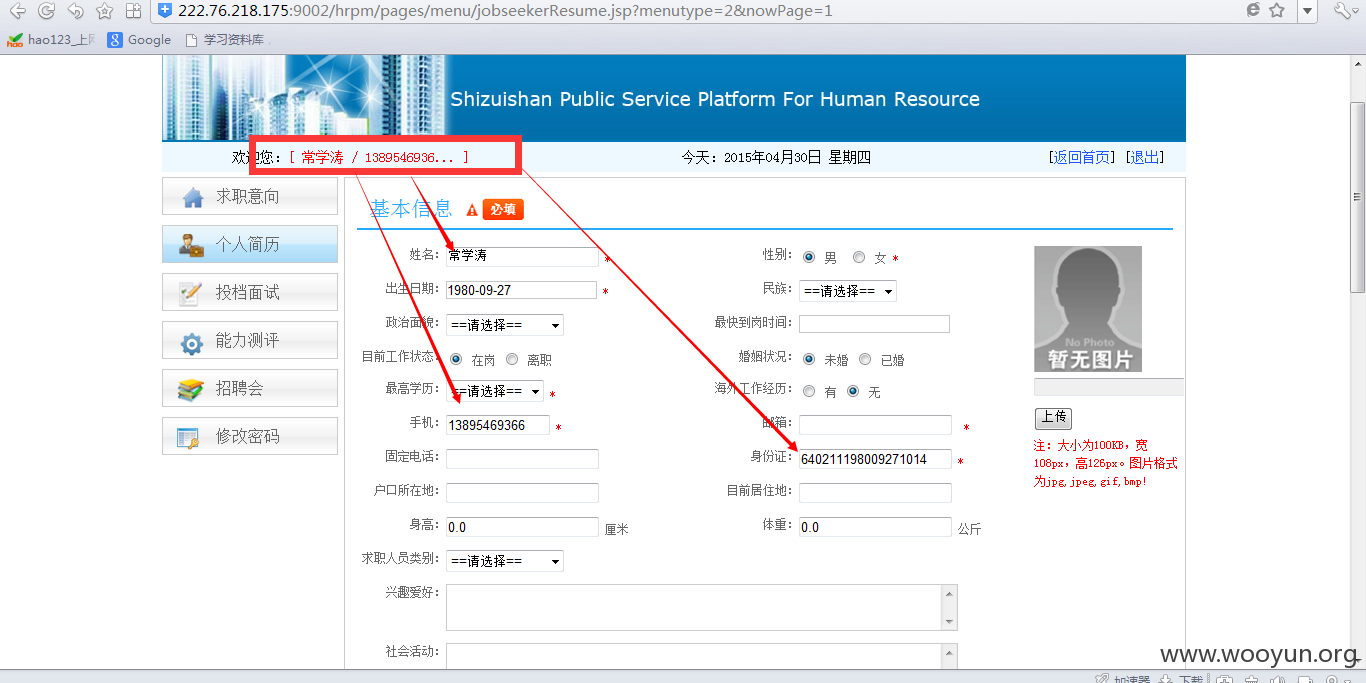 222.76.218.175:9002/hrpm/pages/menu/jobseekerResume.jsp?menutype=2&nowPage=1
hao123_上网 Google 学习资料库
Shizuishan Public Service Platform For Human Resource
欢迎您: [ 常学涛 / 1389546936... ] 今天: 2015年04月30日 星期四 [返回首页] [退出]
求职意向
个人简历
投档面试
能力测评
招聘会
修改密码
基本信息 必填
姓名: 常学涛 * 性别: 男 女 *
出生日期: 1980-09-27 * 民族: ==请选择==
政治面貌: ==请选择== 最快到岗时间:
目前工作状态: 在岗 离职 婚姻状况: 未婚 已婚
最高学历: ==请选择== * 海外工作经历: 有 无
手机: 13895469366 * 邮箱: *
固定电话: 身份证: 640211198009271014 *
户口所在地: 目前居住地:
身高: 0.0 厘米 体重: 0.0 公斤
求职人员类别: ==请选择==
兴趣爱好:
社会活动:
No Photo
暂无图片
上传
注: 大小为100KB, 宽
108px, 高126px。图片格式
为jpg,jpeg,gif,bmp!
www.wooyun.org
加速器 下载